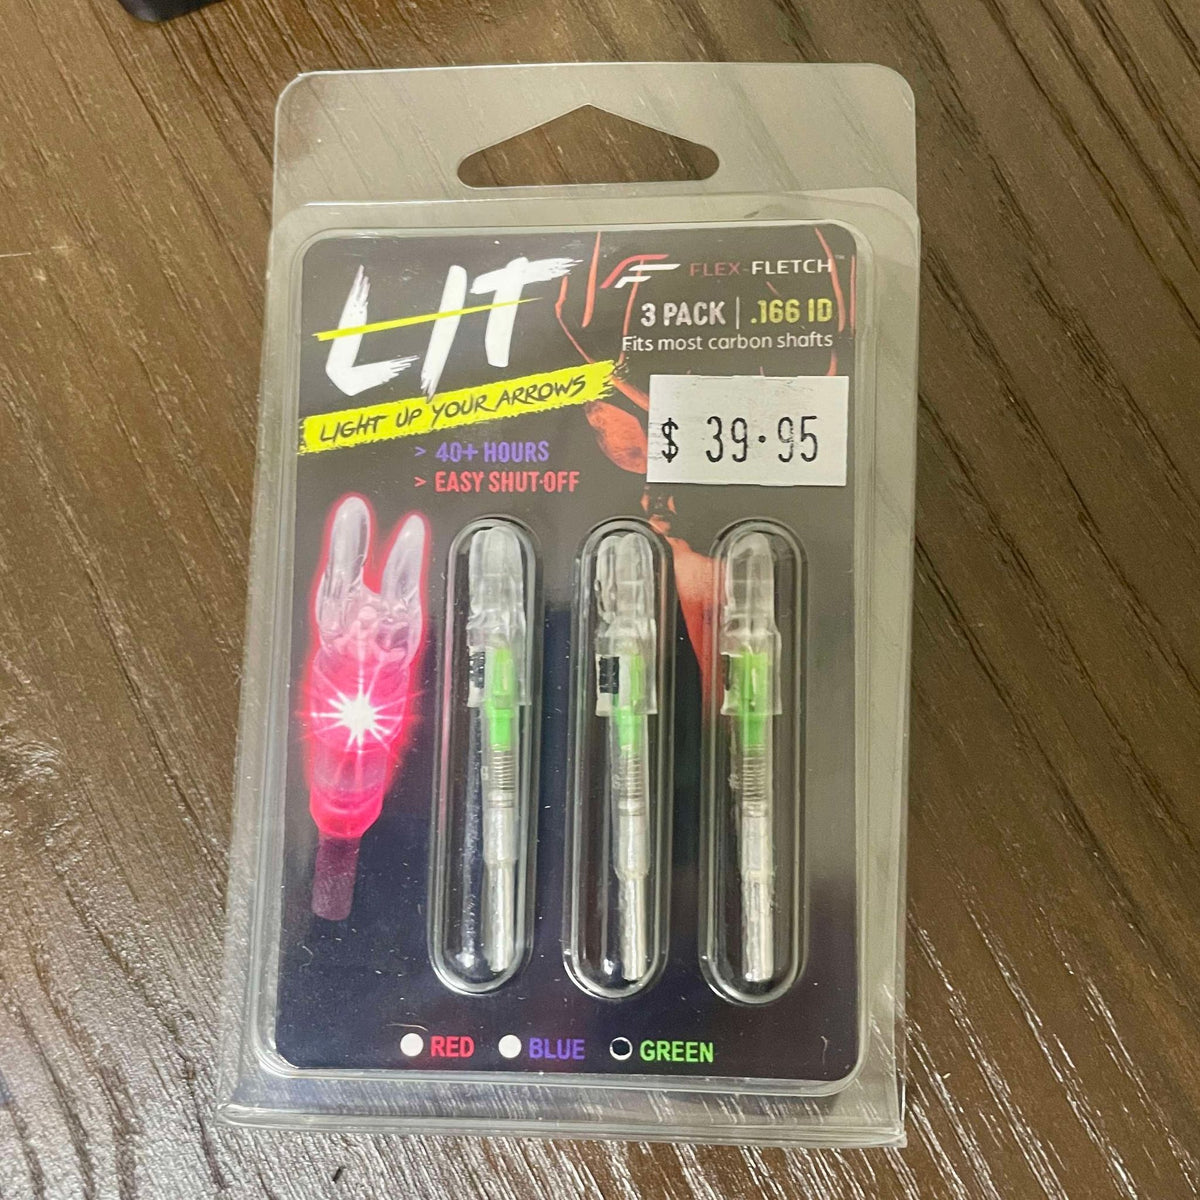 LIT
FLEX-FLETCH™
3 PACK | .166 ID
Fits most carbon shafts
LIGHT UP YOUR ARROWS
$ 39.95
> 40+ HOURS
> EASY SHUT-OFF
RED BLUE GREEN